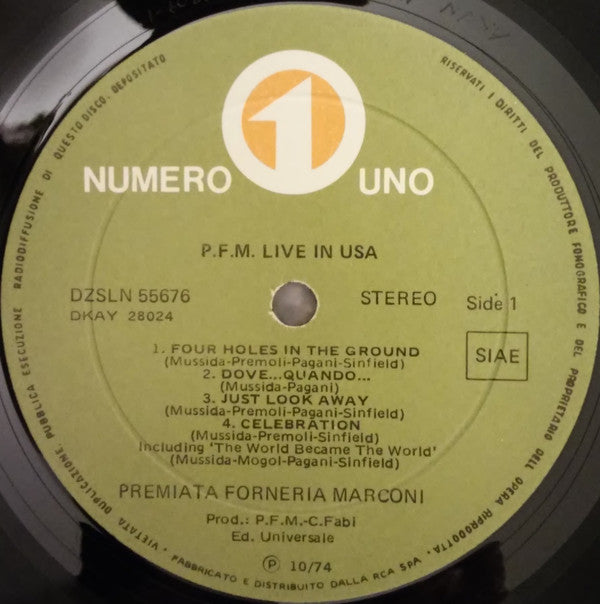 1
NUMERO UNO
P.F.M. LIVE IN USA
DZSLN 55676
STEREO
Side 1
DKAY 28024
SIAE
1. FOUR HOLES IN THE GROUND
(Mussida-Premoli-Pagani-Sinfield)
2. DOVE...QUANDO...
(Mussida-Pagani)
3. JUST LOOK AWAY
(Mussida-Premoli-Pagani-Sinfield)
4. CELEBRATION
(Mussida-Premoli-Sinfield)
Including 'The World Became The World'
(Mussida-Mogol-Pagani-Sinfield)
PREMIATA FORNERIA MARCONI
Prod.: P.F.M.-C.Fabi
Ed. Universale
Ⓟ 10/74
RISERVATI I DIRITTI DEL PRODUTTORE FONOGRAFICO E DEL PROPRIETARIO DELL'OPERA RIPRODOTTA - VIETATA DUPLICAZIONE, PUBBLICA ESECUZIONE RADIODIFFUSIONE DI QUESTO DISCO - DEPOSITATO
FABBRICATO E DISTRIBUITO DALLA RCA SPA -